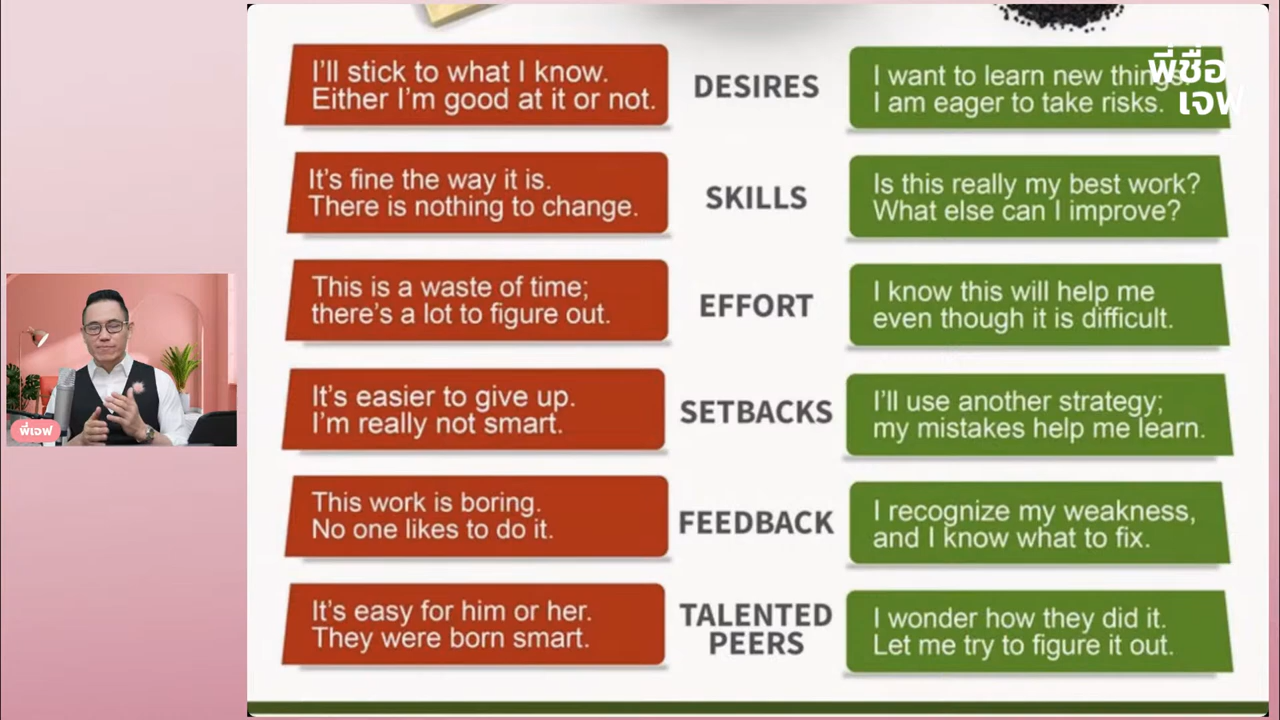 I'll stick to what I know.
Either I'm good at it or not.
DESIRES
I want to learn new things.
I am eager to take risks.
พี่ชื่อ
เจฟ
It's fine the way it is.
There is nothing to change.
SKILLS
Is this really my best work?
What else can I improve?
This is a waste of time;
there's a lot to figure out.
EFFORT
I know this will help me
even though it is difficult.
It's easier to give up.
I'm really not smart.
SETBACKS
I'll use another strategy;
my mistakes help me learn.
พี่เจฟ
This work is boring.
No one likes to do it.
FEEDBACK
I recognize my weakness,
and I know what to fix.
It's easy for him or her.
They were born smart.
TALENTED
PEERS
I wonder how they did it.
Let me try to figure it out.